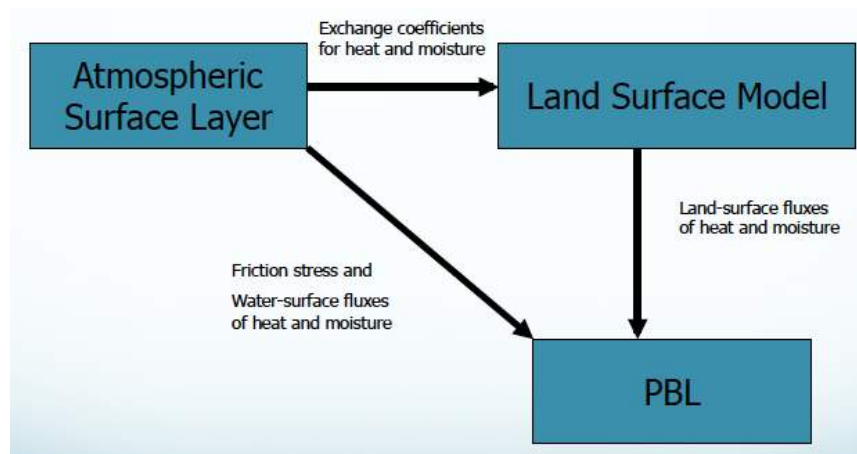 Exchange coefficients
for heat and moisture
Atmospheric
Surface Layer
Land Surface Model
Land-surface fluxes
of heat and moisture
Friction stress and
Water-surface fluxes
of heat and moisture
PBL